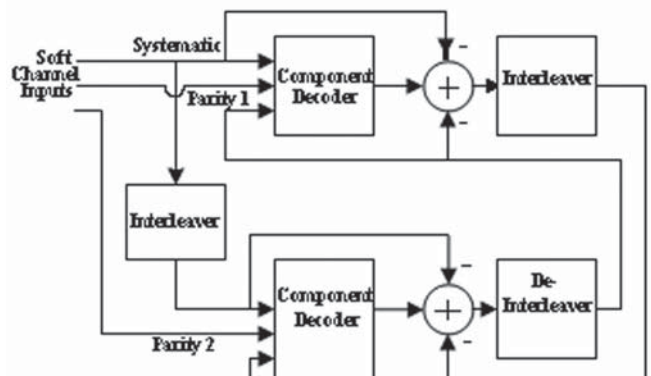 Systematic
Soft
Channel
Inputs
Parity 1
Component
Decoder
+
-
-
Interleaver
Interleaver
Component
Decoder
+
-
-
De-
Interleaver
Parity 2